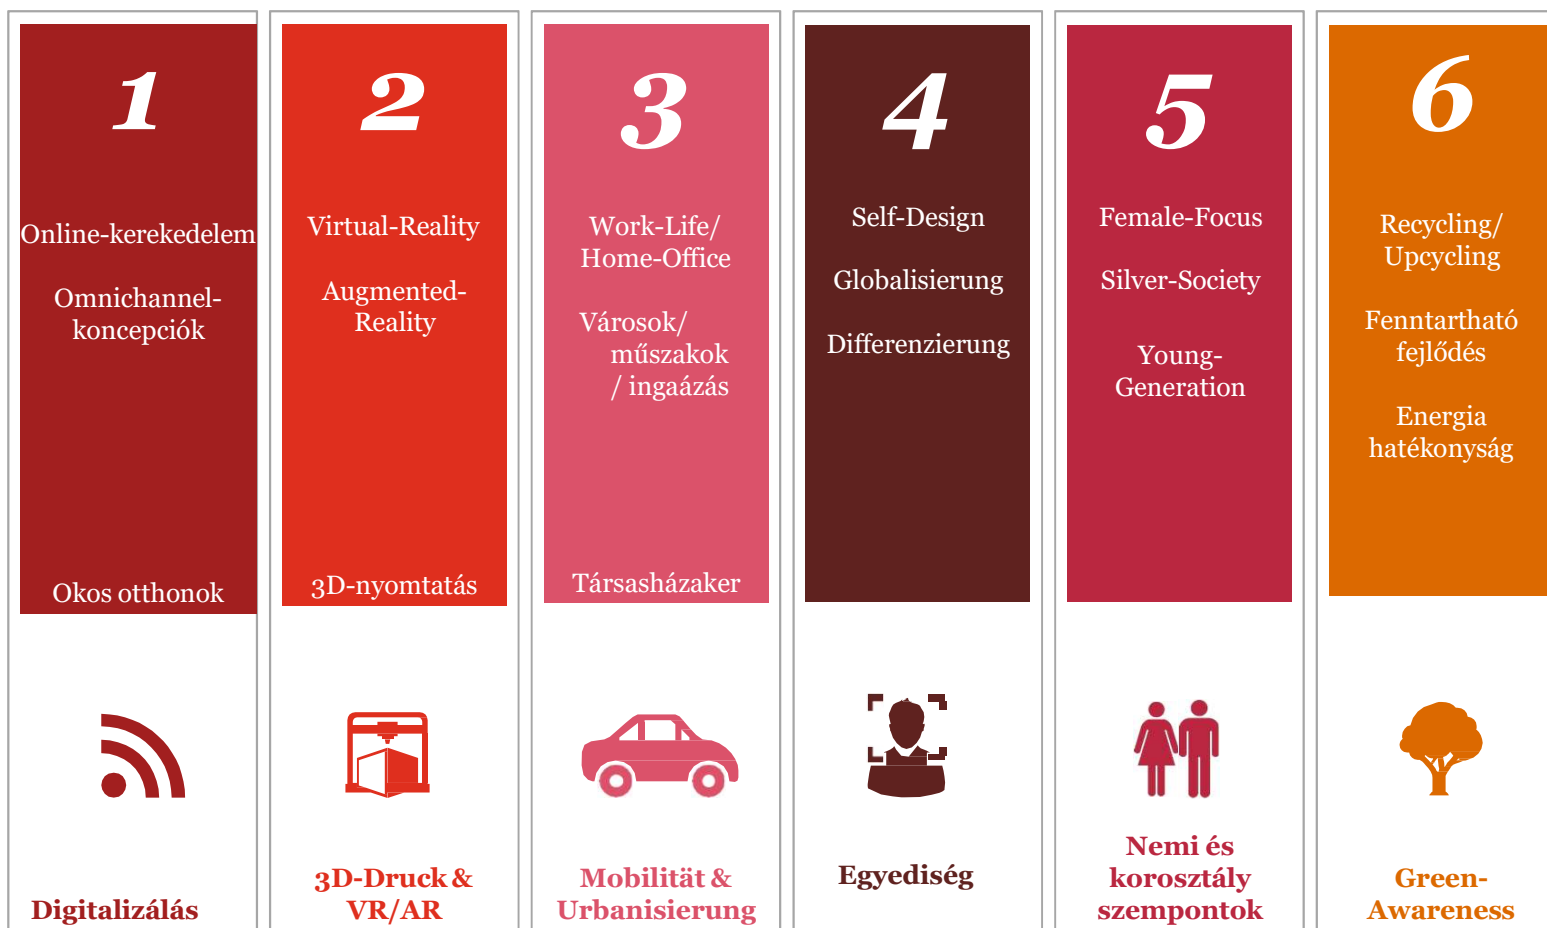 1
Online-kerekedelem
Omnichannel-
koncepciók
Okos otthonok
Digitalizálás
2
Virtual-Reality
Augmented-
Reality
3D-nyomtatás
3D-Druck &
VR/AR
3
Work-Life/
Home-Office
Városok/
műszakok
/ ingaázás
Társasházaker
Mobilität &
Urbanisierung
4
Self-Design
Globalisierung
Differenzierung
Egyediség
5
Female-Focus
Silver-Society
Young-
Generation
Nemi és
korosztály
szempontok
6
Recycling/
Upcycling
Fenntartható
fejlődés
Energia
hatékonyság
Green-
Awareness